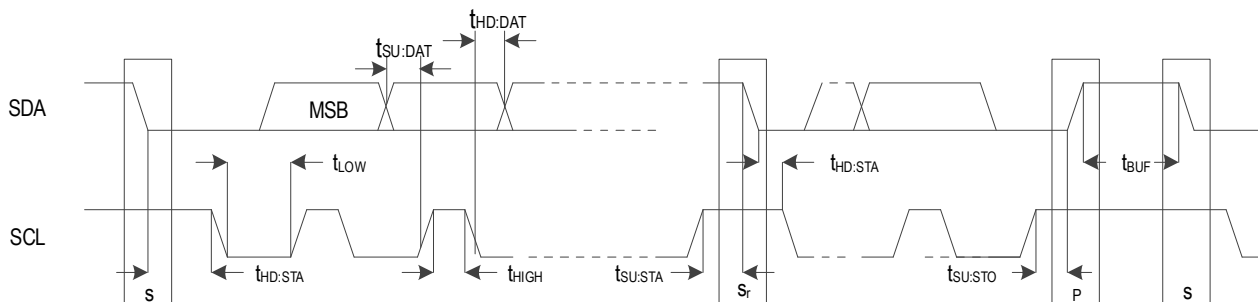 tHD:DAT
tSU:DAT
SDA
MSB
tLOW
tHD:STA
tBUF
SCL
tHD:STA
tHIGH
tSU:STA
tSU:STO
S
Sr
P
S